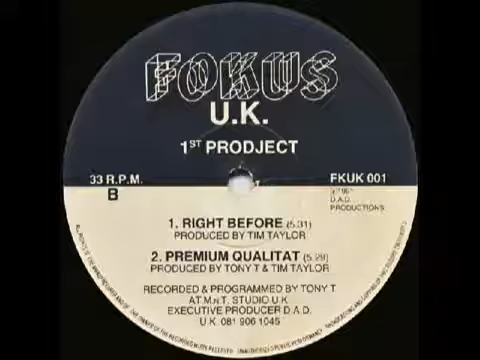 FOKUS
U.K.
1ST PRODJECT
33 R.P.M.
B
FKUK 001
D.A.D.
PRODUCTIONS
1. RIGHT BEFORE (5.31)
PRODUCED BY TIM TAYLOR
2. PREMIUM QUALITAT (5.29)
PRODUCED BY TONY T & TIM TAYLOR
RECORDED & PROGRAMMED BY TONY T
AT M.N.T. STUDIO U.K
EXECUTIVE PRODUCER D.A.D.
U.K. 081 906 1045